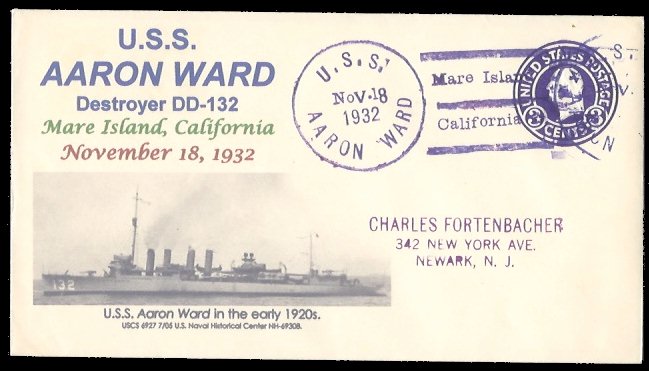 U.S.S.
AARON WARD
Destroyer DD-132
Mare Island, California
November 18, 1932
U.S.S.
NOV-18
1932
AARON WARD
Mare Island
California
UNITED STATES POSTAGE
3 CENTS 3
S.
V.
N
CHARLES FORTENBACHER
342 NEW YORK AVE.
NEWARK, N. J.
132
U.S.S. Aaron Ward in the early 1920s.
USCS 6927 7/05 U.S. Naval Historical Center NH-69308.